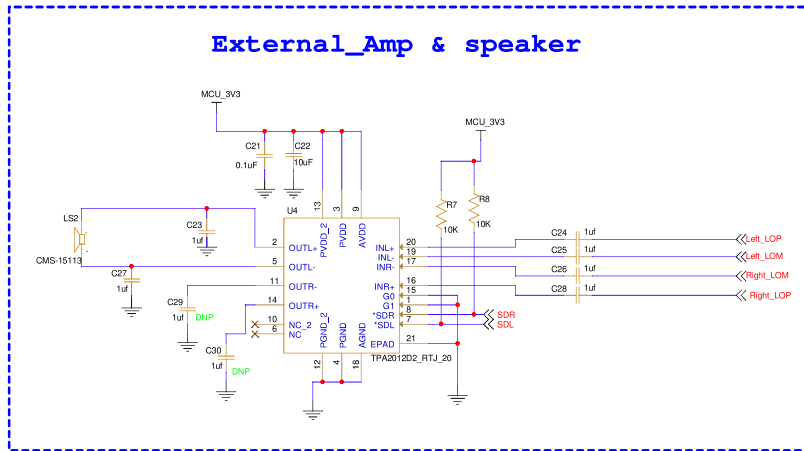 External_Amp & speaker
MCU_3V3
MCU_3V3
C21
0.1uF
C22
10uF
R7
10K
R8
10K
13
3
9
U4
PVDD_2
PVDD
AVDD
LS2
CMS-15113
C23
1uf
C27
1uf
C29
1uf
DNP
C30
1uf
DNP
2
OUTL+
5
OUTL-
11
OUTR-
14
OUTR+
10
NC_2
6
NC
INL+
20
INL-
19
INR-
17
INR+
16
G0
15
G1
1
*SDR
8
*SDL
7
EPAD
21
PGND_2
PGND
AGND
12
4
18
TPA2012D2_RTJ_20
C24
1uf
Left_LOP
C25
1uf
Left_LOM
C26
1uf
Right_LOM
C28
1uf
Right_LOP
SDR
SDL